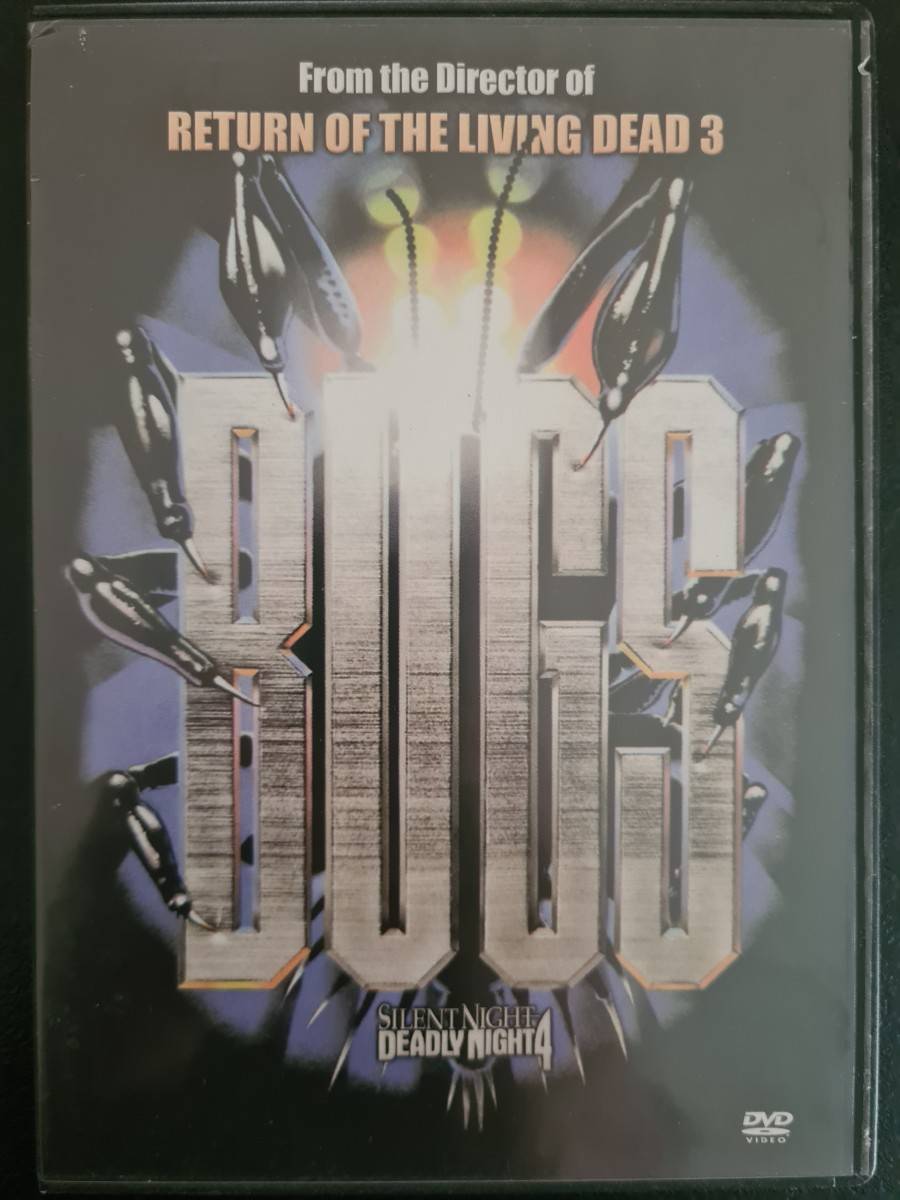 From the Director of
RETURN OF THE LIVING DEAD 3
BUGS
SILENT NIGHT
DEADLY NIGHT 4
DVD
VIDEO